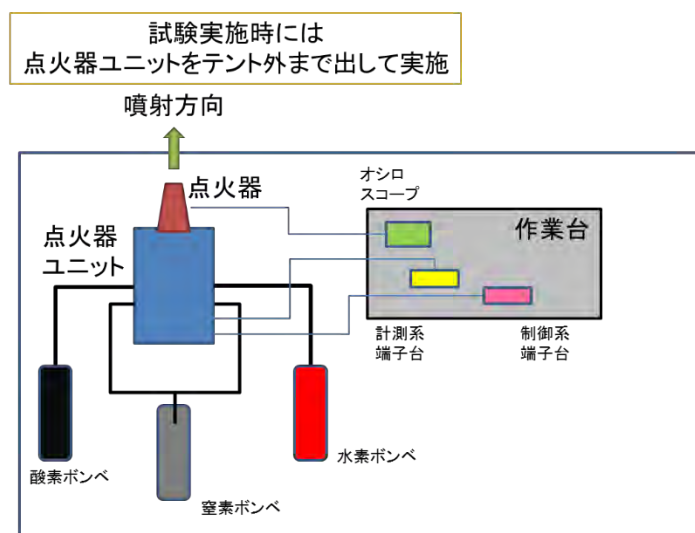 試験実施時には
点火器ユニットをテント外まで出して実施
噴射方向
点火器
オシロ
スコープ
作業台
点火器
ユニット
計測系
端子台
制御系
端子台
酸素ボンベ
窒素ボンベ
水素ボンベ